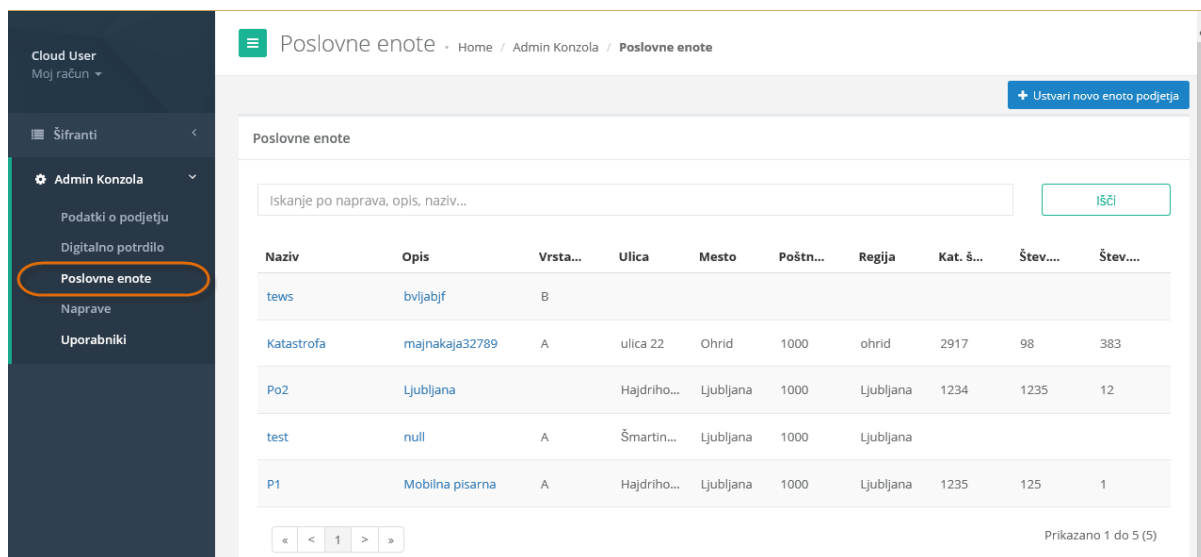 Cloud User
Moj račun
Šifranti
Admin Konzola
Podatki o podjetju
Digitalno potrdilo
Poslovne enote
Naprave
Uporabniki
Poslovne enote • Home / Admin Konzola / Poslovne enote
+ Ustvari novo enoto podjetja
Poslovne enote
Iskanje po naprava, opis, naziv...
Išči
Naziv Opis Vrsta... Ulica Mesto Poštn... Regija Kat. š... Štev.... Štev....
tews bvljabjf B
Katastrofa majnakaja32789 A ulica 22 Ohrid 1000 ohrid 2917 98 383
Po2 Ljubljana Hajdriho... Ljubljana 1000 Ljubljana 1234 1235 12
test null A Šmartin... Ljubljana 1000 Ljubljana
P1 Mobilna pisarna A Hajdriho... Ljubljana 1000 Ljubljana 1235 125 1
« < 1 > »
Prikazano 1 do 5 (5)